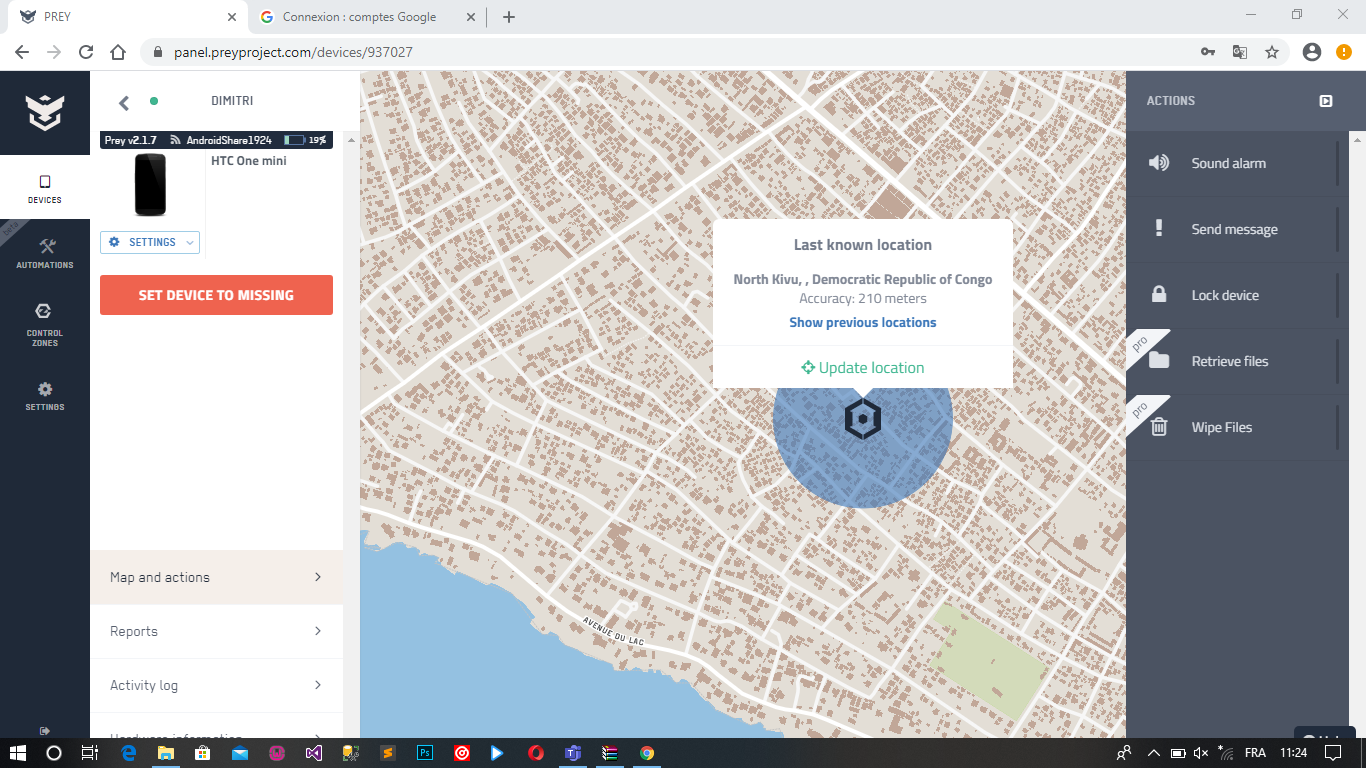 PREY
Connexion : comptes Google
panel.preyproject.com/devices/937027
DIMITRI
Prey v2.1.7 AndroidShare1924 19%
HTC One mini
SETTINGS
SET DEVICE TO MISSING
DEVICES
beta
AUTOMATIONS
CONTROL
ZONES
SETTINGS
Map and actions
Reports
Activity log
Last known location
North Kivu, , Democratic Republic of Congo
Accuracy: 210 meters
Show previous locations
Update location
AVENUE DU LAC
ACTIONS
Sound alarm
Send message
Lock device
pro
Retrieve files
pro
Wipe Files
Ps
FRA
11:24